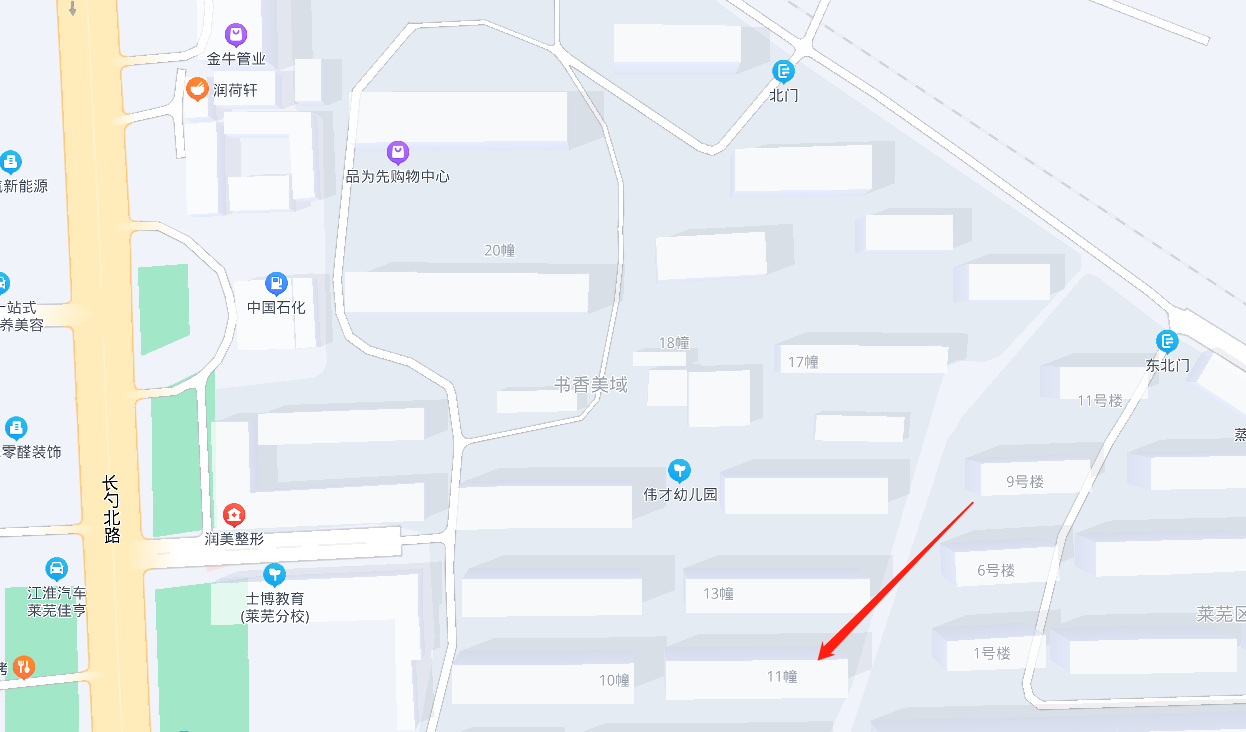 金牛管业
润荷轩
北门
新能源
品为先购物中心
20幢
中国石化
一站式
养美容
18幢
17幢
东北门
书香美域
11号楼
零醛装饰
蒸
9号楼
伟才幼儿园
长勺北路
润美整形
江淮汽车
莱芜佳亨
士博教育
(莱芜分校)
6号楼
13幢
莱芜区
1号楼
烤
10幢
11幢